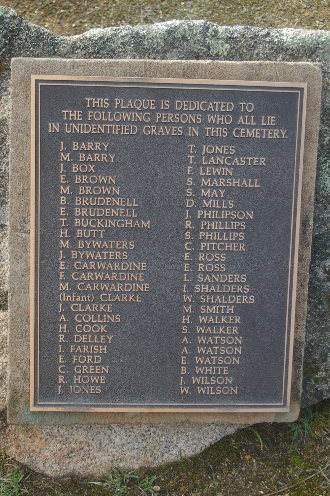 THIS PLAQUE IS DEDICATED TO
THE FOLLOWING PERSONS WHO ALL LIE
IN UNIDENTIFIED GRAVES IN THIS CEMETERY.
J. BARRY
M. BARRY
J. BOX
E. BROWN
M. BROWN
B. BRUDENELL
E. BRUDENELL
T. BUCKINGHAM
H. BUTT
M. BYWATERS
J. BYWATERS
E. CARWARDINE
F. CARWARDINE
M. CARWARDINE
(Infant) CLARKE
J. CLARKE
A. COLLINS
H. COOK
R. DELLEY
I. FARISH
E. FORD
C. GREEN
R. HOWE
J. JONES
T. JONES
T. LANCASTER
F. LEWIN
S. MARSHALL
S. MAY
D. MILLS
J. PHILIPSON
R. PHILLIPS
S. PHILLIPS
C. PITCHER
E. ROSS
E. ROSS
L. SANDERS
I. SHALDERS
W. SHALDERS
M. SMITH
H. WALKER
S. WALKER
A. WATSON
A. WATSON
E. WATSON
B. WHITE
J. WILSON
W. WILSON